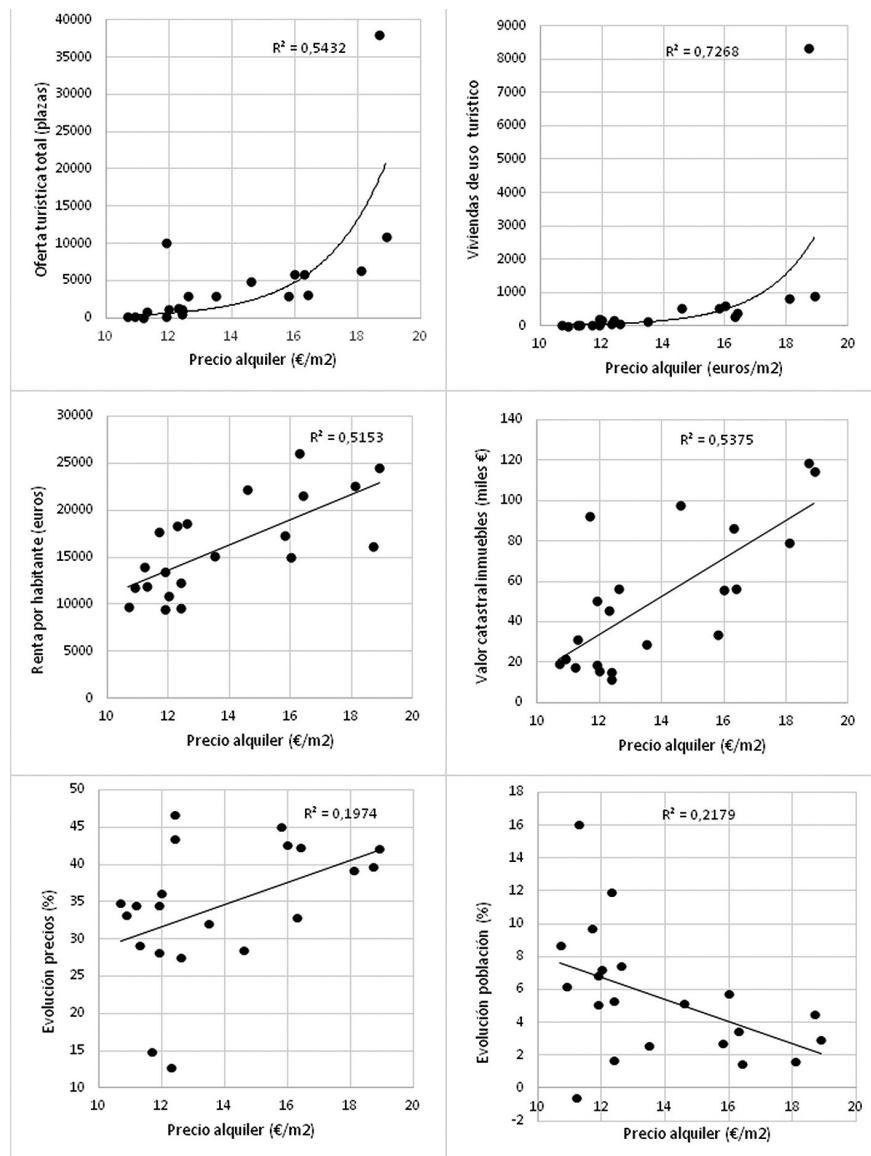 Oferta turística total (plazas)
40000
35000
30000
25000
20000
15000
10000
5000
0
R² = 0,5432
10 12 14 16 18 20
Precio alquiler (€/m2)
Viviendas de uso turístico
9000
8000
7000
6000
5000
4000
3000
2000
1000
0
R² = 0,7268
10 12 14 16 18 20
Precio alquiler (euros/m2)
Renta por habitante (euros)
30000
25000
20000
15000
10000
5000
0
R² = 0,5153
10 12 14 16 18 20
Precio alquiler (€/m2)
Valor catastral inmuebles (miles €)
140
120
100
80
60
40
20
0
R² = 0,5375
10 12 14 16 18 20
Precio alquiler (€/m2)
Evolución precios (%)
50
45
40
35
30
25
20
15
10
R² = 0,1974
10 12 14 16 18 20
Precio alquiler (€/m2)
Evolución población (%)
18
16
14
12
10
8
6
4
2
0
-2
R² = 0,2179
10 12 14 16 18 20
Precio alquiler (€/m2)